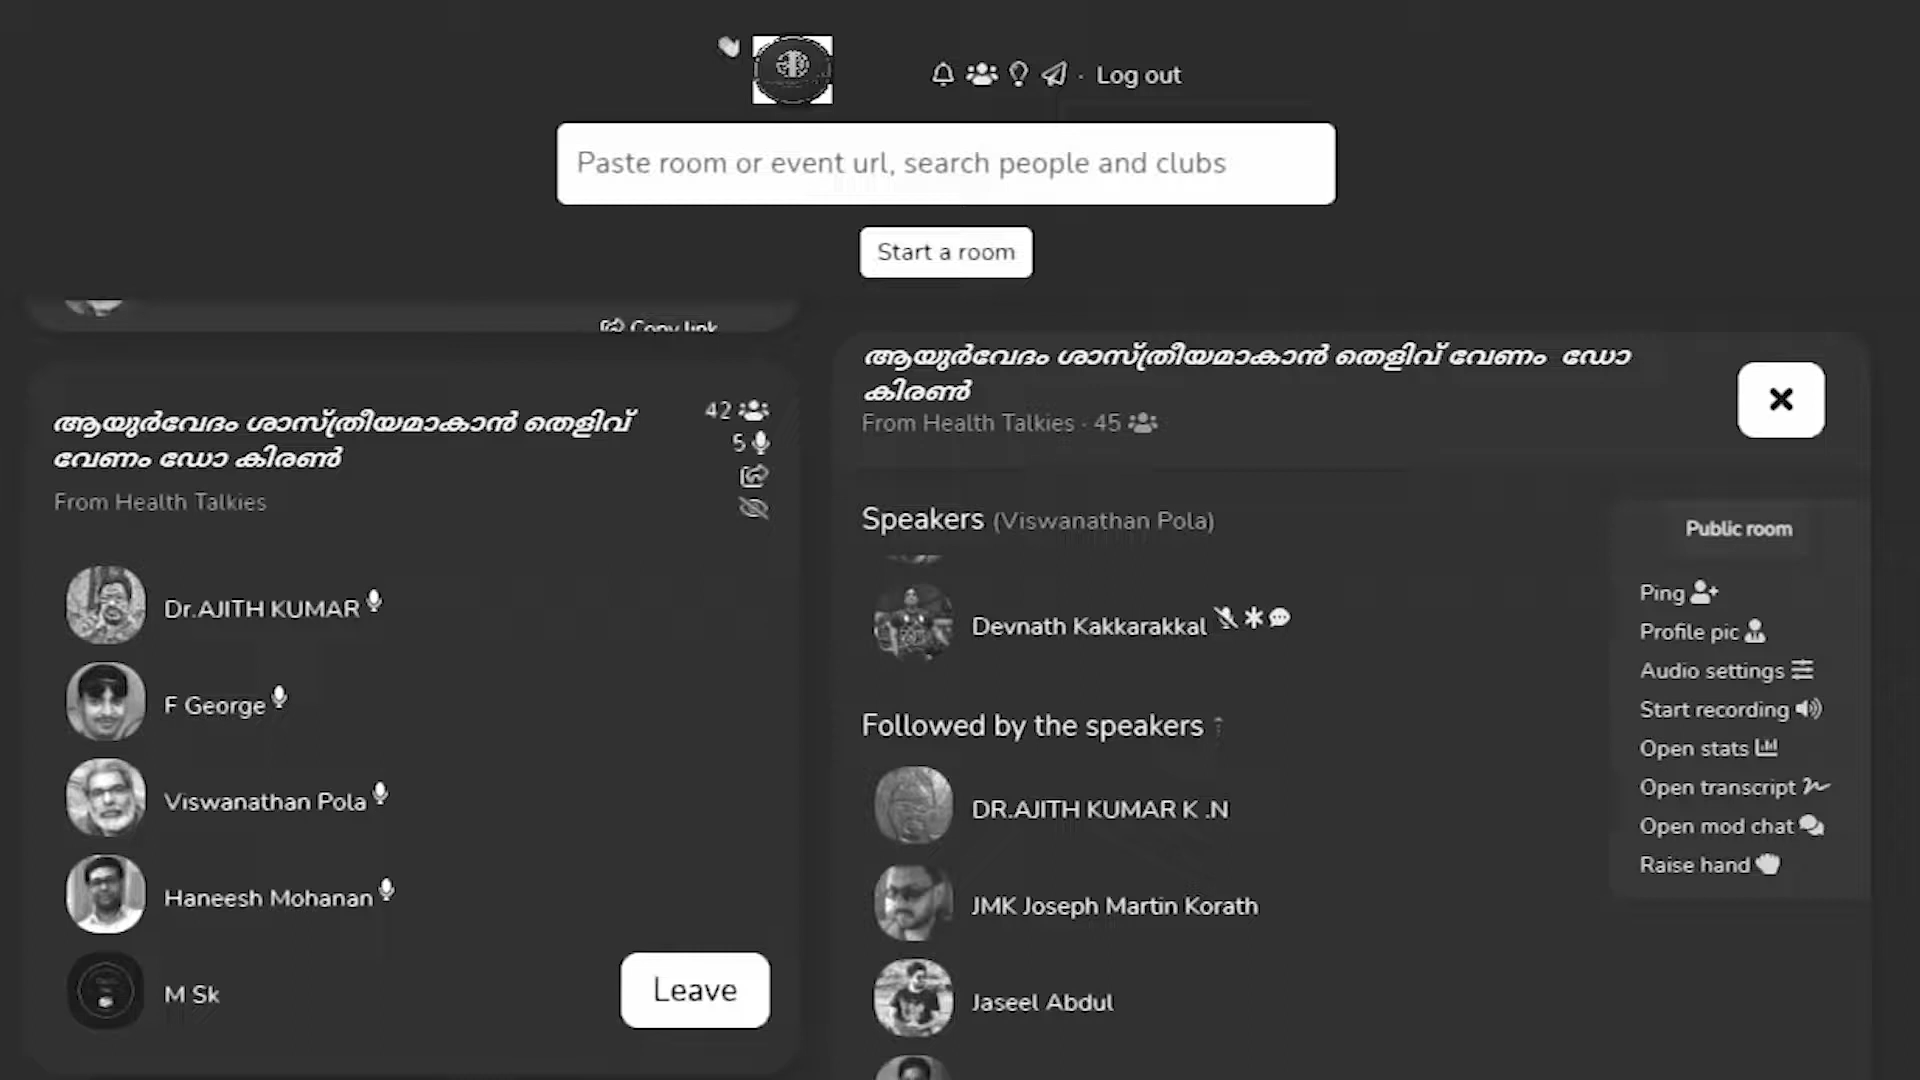 Log out
Paste room or event url, search people and clubs
Start a room
Copy link
ആയുർവേദം ശാസ്ത്രീയമാകാൻ തെളിവ്
വേണം ഡോ കിരൺ
From Health Talkies
42
5
Dr.AJITH KUMAR
F George
Viswanathan Pola
Haneesh Mohanan
M Sk
Leave
ആയുർവേദം ശാസ്ത്രീയമാകാൻ തെളിവ് വേണം ഡോ
കിരൺ
From Health Talkies · 45
Speakers (Viswanathan Pola)
Devnath Kakkarakkal
Followed by the speakers
DR.AJITH KUMAR K .N
JMK Joseph Martin Korath
Jaseel Abdul
Public room
Ping
Profile pic
Audio settings
Start recording
Open stats
Open transcript
Open mod chat
Raise hand